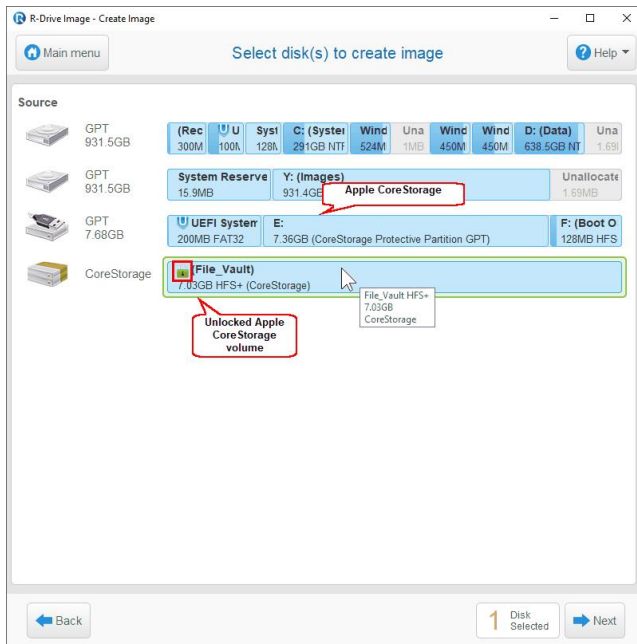 R-Drive Image - Create Image
Main menu
Select disk(s) to create image
Help
Source
GPT
931.5GB
(Rec
300M
U
100M
Syst
128M
C: (System
291GB NTF
Wind
524M
Una
1MB
Wind
450M
Wind
450M
D: (Data)
638.5GB NT
Una
1.69
GPT
931.5GB
System Reserve
15.9MB
Y: (Images)
931.4GB
Unallocate
1.69MB
Apple CoreStorage
GPT
7.68GB
UEFI System
200MB FAT32
E:
7.36GB (CoreStorage Protective Partition GPT)
F: (Boot O
128MB HFS
CoreStorage
(File_Vault)
7.03GB HFS+ (CoreStorage)
File_Vault HFS+
7.03GB
CoreStorage
Unlocked Apple
CoreStorage
volume
Back
1
Disk
Selected
Next